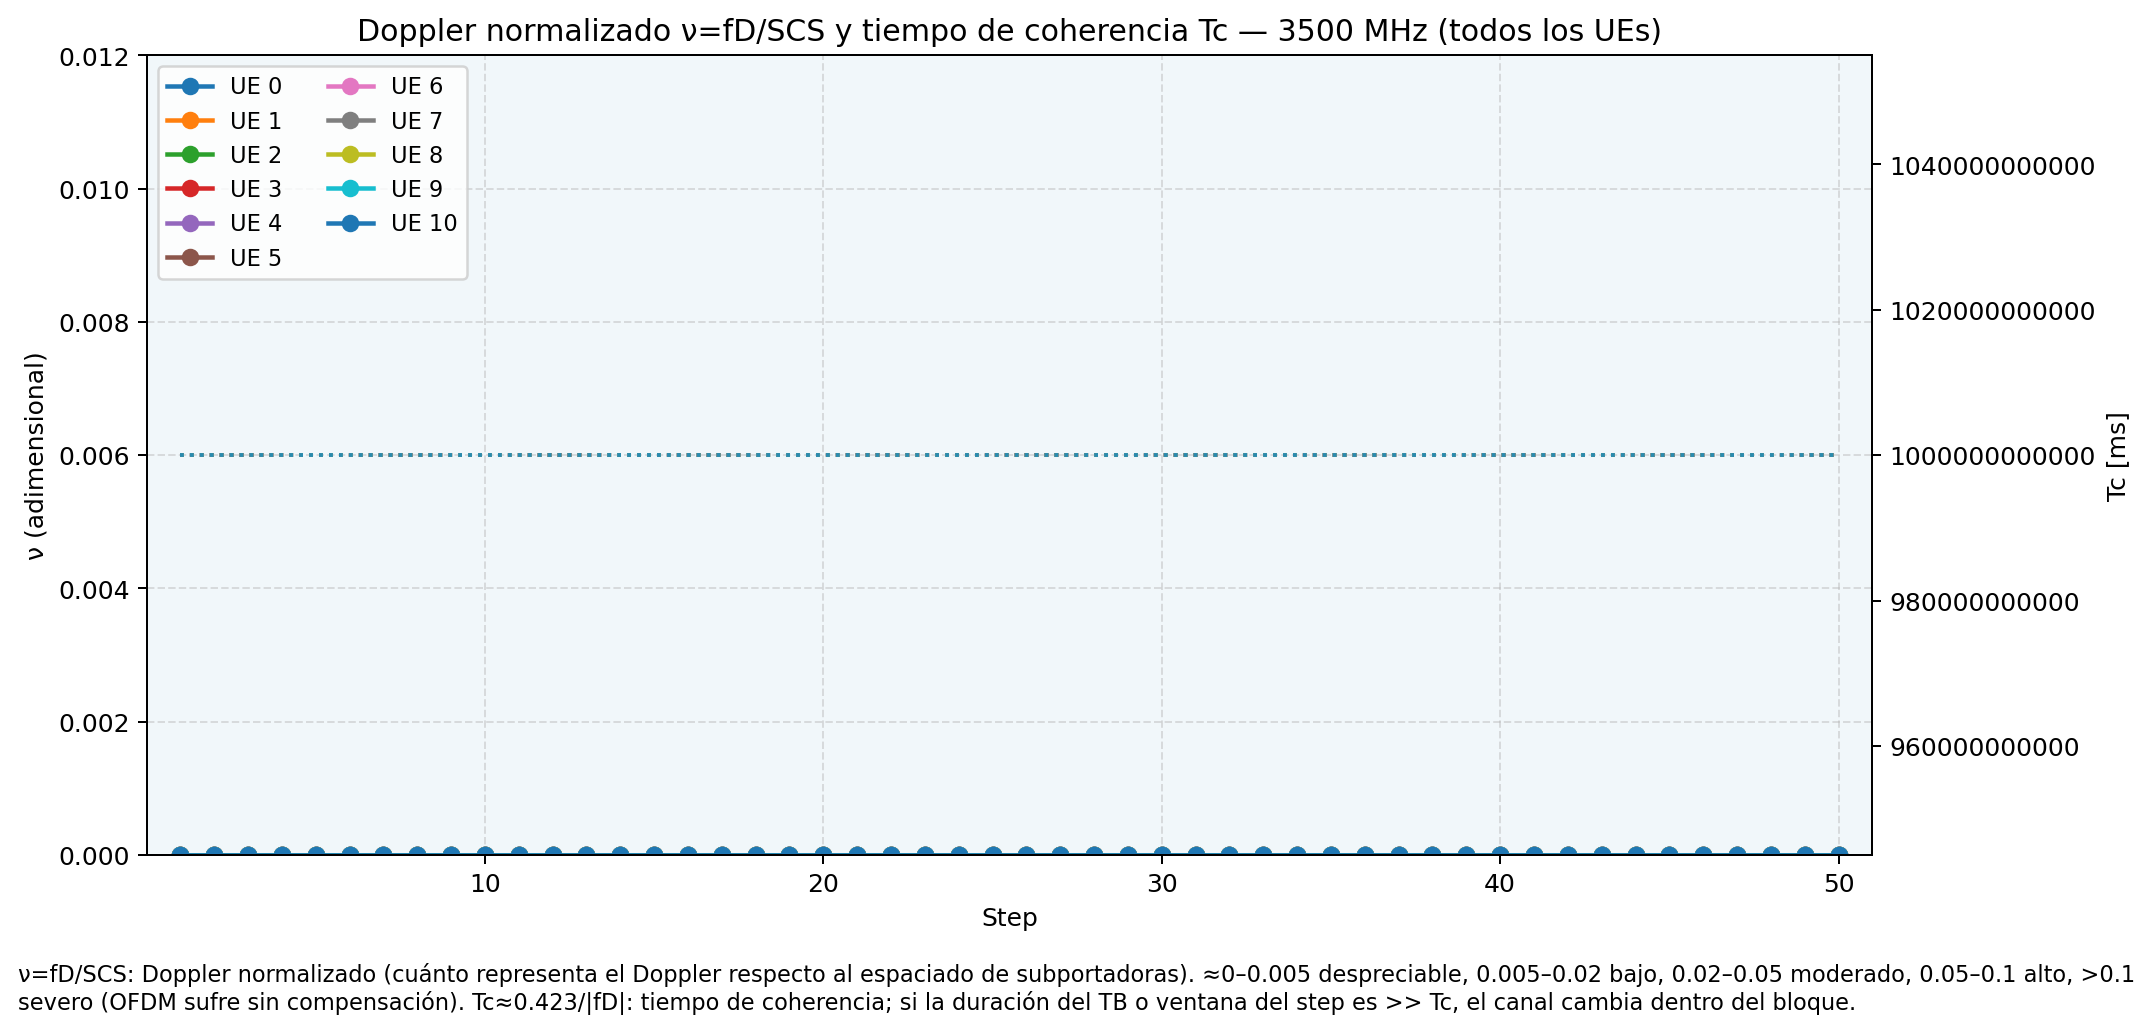 Doppler normalizado ν=fD/SCS y tiempo de coherencia Tc — 3500 MHz (todos los UEs)
UE 0
UE 1
UE 2
UE 3
UE 4
UE 5
UE 6
UE 7
UE 8
UE 9
UE 10
ν (adimensional)
0.012
0.010
0.008
0.006
0.004
0.002
0.000
1040000000000
1020000000000
1000000000000
980000000000
960000000000
Tc [ms]
10
20
30
40
50
Step
ν=fD/SCS: Doppler normalizado (cuánto representa el Doppler respecto al espaciado de subportadoras). ≈0–0.005 despreciable, 0.005–0.02 bajo, 0.02–0.05 moderado, 0.05–0.1 alto, >0.1
severo (OFDM sufre sin compensación). Tc≈0.423/|fD|: tiempo de coherencia; si la duración del TB o ventana del step es >> Tc, el canal cambia dentro del bloque.